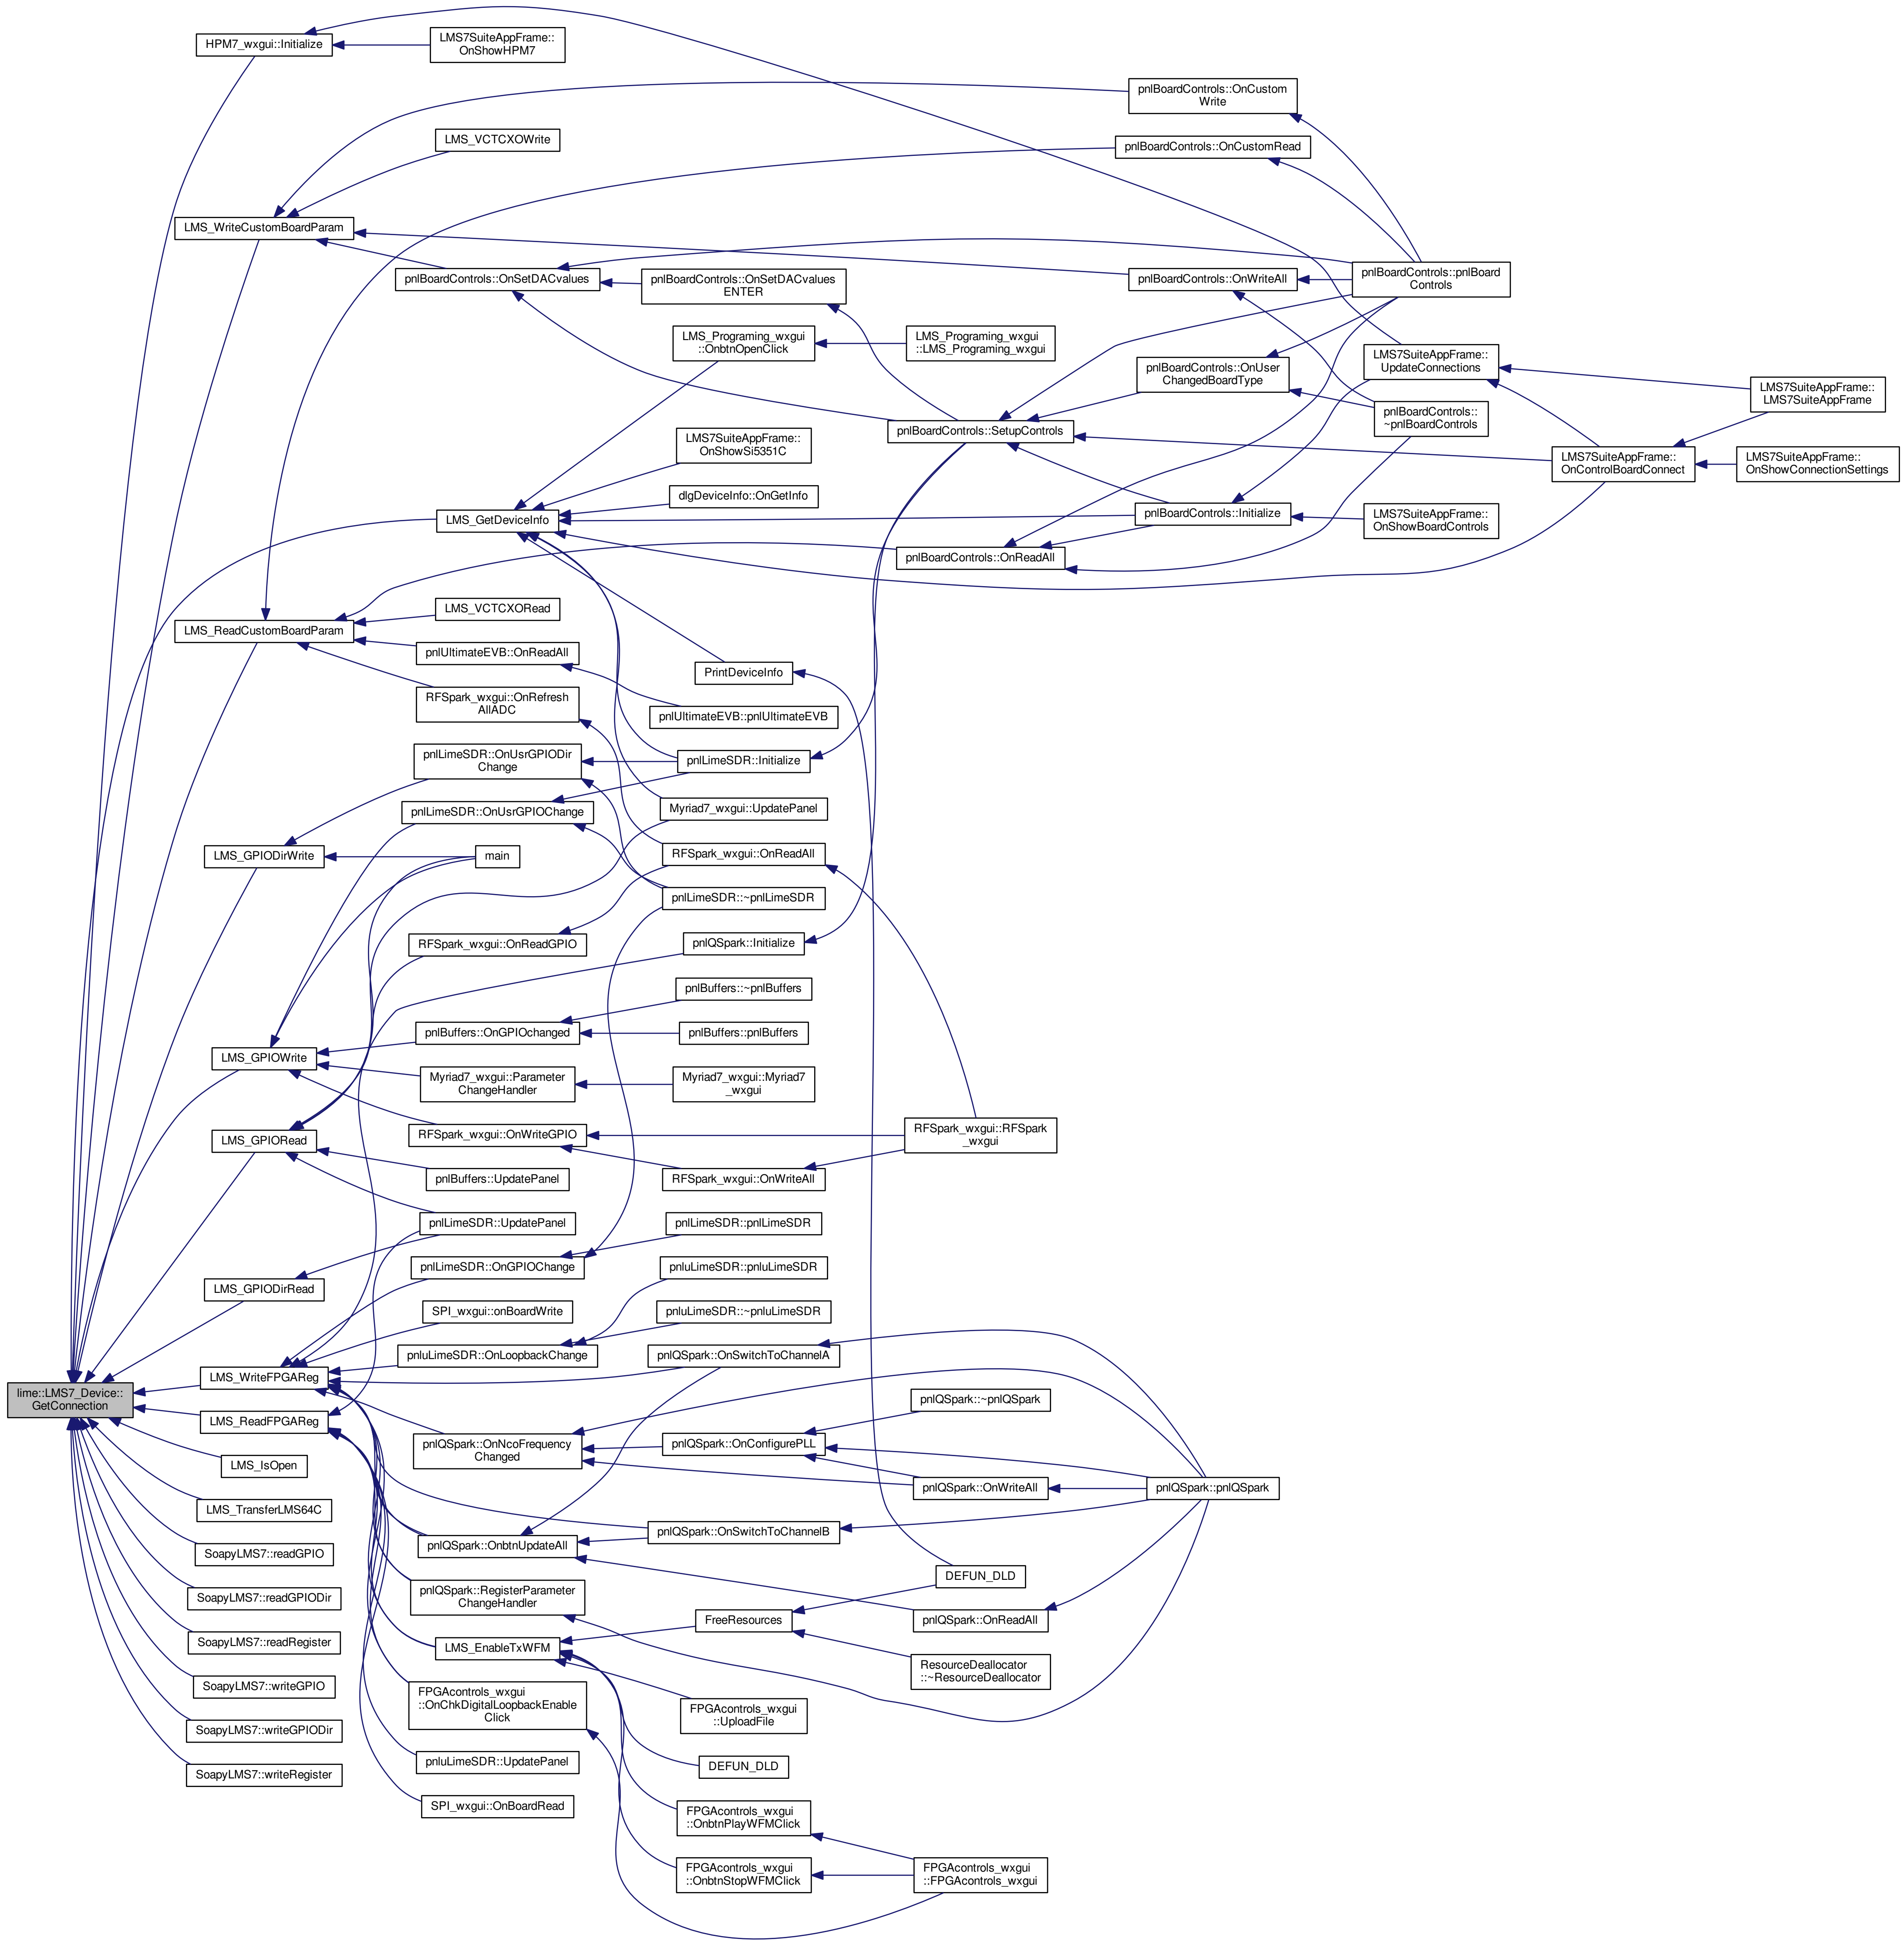 HPM7_wxgui::Initialize
LMS7SuiteAppFrame::
OnShowHPM7
pnlBoardControls::OnCustom
Write
LMS_VCTCXOWrite
pnlBoardControls::OnCustomRead
LMS_WriteCustomBoardParam
pnlBoardControls::OnSetDACvalues
pnlBoardControls::OnSetDACvalues
ENTER
pnlBoardControls::OnWriteAll
pnlBoardControls::pnlBoard
Controls
LMS_Programing_wxgui
::OnbtnOpenClick
LMS_Programing_wxgui
::LMS_Programing_wxgui
pnlBoardControls::OnUser
ChangedBoardType
LMS7SuiteAppFrame::
UpdateConnections
LMS7SuiteAppFrame::
LMS7SuiteAppFrame
pnlBoardControls::
~pnlBoardControls
pnlBoardControls::SetupControls
LMS7SuiteAppFrame::
OnShowSi5351C
LMS7SuiteAppFrame::
OnControlBoardConnect
LMS7SuiteAppFrame::
OnShowConnectionSettings
dlgDeviceInfo::OnGetInfo
LMS_GetDeviceInfo
pnlBoardControls::Initialize
LMS7SuiteAppFrame::
OnShowBoardControls
pnlBoardControls::OnReadAll
LMS_VCTCXORead
LMS_ReadCustomBoardParam
pnlUltimateEVB::OnReadAll
PrintDeviceInfo
RFSpark_wxgui::OnRefresh
AllADC
pnlUltimateEVB::pnlUltimateEVB
pnlLimeSDR::OnUsrGPIODir
Change
pnlLimeSDR::Initialize
pnlLimeSDR::OnUsrGPIOChange
Myriad7_wxgui::UpdatePanel
LMS_GPIODirWrite
main
RFSpark_wxgui::OnReadAll
pnlLimeSDR::~pnlLimeSDR
RFSpark_wxgui::OnReadGPIO
pnlQSpark::Initialize
pnlBuffers::~pnlBuffers
pnlBuffers::OnGPIOchanged
pnlBuffers::pnlBuffers
LMS_GPIOWrite
Myriad7_wxgui::Parameter
ChangeHandler
Myriad7_wxgui::Myriad7
_wxgui
LMS_GPIORead
RFSpark_wxgui::OnWriteGPIO
RFSpark_wxgui::RFSpark
_wxgui
pnlBuffers::UpdatePanel
RFSpark_wxgui::OnWriteAll
pnlLimeSDR::UpdatePanel
pnlLimeSDR::pnlLimeSDR
pnlLimeSDR::OnGPIOChange
pnluLimeSDR::pnluLimeSDR
LMS_GPIODirRead
SPI_wxgui::onBoardWrite
pnluLimeSDR::~pnluLimeSDR
pnluLimeSDR::OnLoopbackChange
pnlQSpark::OnSwitchToChannelA
LMS_WriteFPGAReg
lime::LMS7_Device::
GetConnection
LMS_ReadFPGAReg
pnlQSpark::~pnlQSpark
pnlQSpark::OnNcoFrequency
Changed
pnlQSpark::OnConfigurePLL
LMS_IsOpen
pnlQSpark::OnWriteAll
pnlQSpark::pnlQSpark
LMS_TransferLMS64C
pnlQSpark::OnSwitchToChannelB
pnlQSpark::OnbtnUpdateAll
SoapyLMS7::readGPIO
DEFUN_DLD
SoapyLMS7::readGPIODir
pnlQSpark::RegisterParameter
ChangeHandler
FreeResources
pnlQSpark::OnReadAll
SoapyLMS7::readRegister
LMS_EnableTxWFM
ResourceDeallocator
::~ResourceDeallocator
SoapyLMS7::writeGPIO
FPGAcontrols_wxgui
::OnChkDigitalLoopbackEnable
Click
FPGAcontrols_wxgui
::UploadFile
SoapyLMS7::writeGPIODir
pnluLimeSDR::UpdatePanel
DEFUN_DLD
SoapyLMS7::writeRegister
SPI_wxgui::OnBoardRead
FPGAcontrols_wxgui
::OnbtnPlayWFMClick
FPGAcontrols_wxgui
::OnbtnStopWFMClick
FPGAcontrols_wxgui
::FPGAcontrols_wxgui